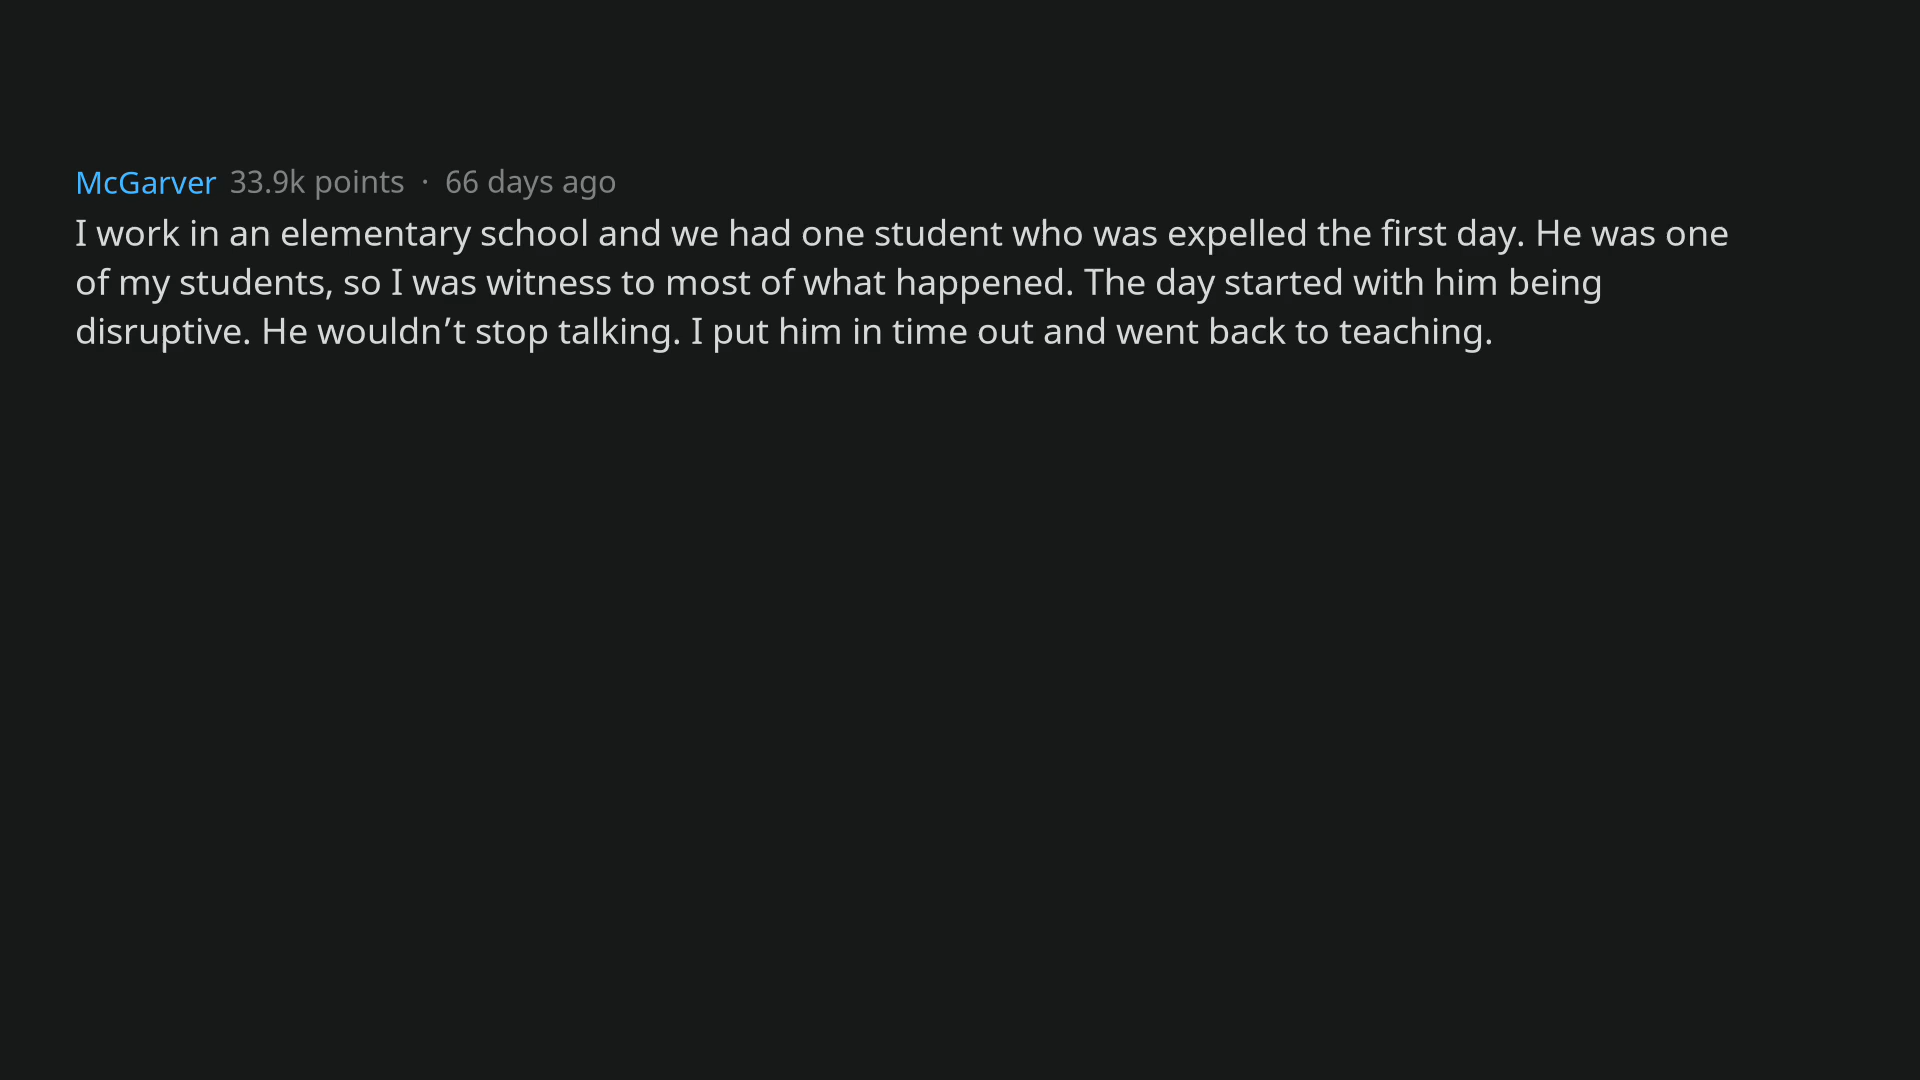 McGarver 33.9k points · 66 days ago
I work in an elementary school and we had one student who was expelled the first day. He was one
of my students, so I was witness to most of what happened. The day started with him being
disruptive. He wouldn’t stop talking. I put him in time out and went back to teaching.